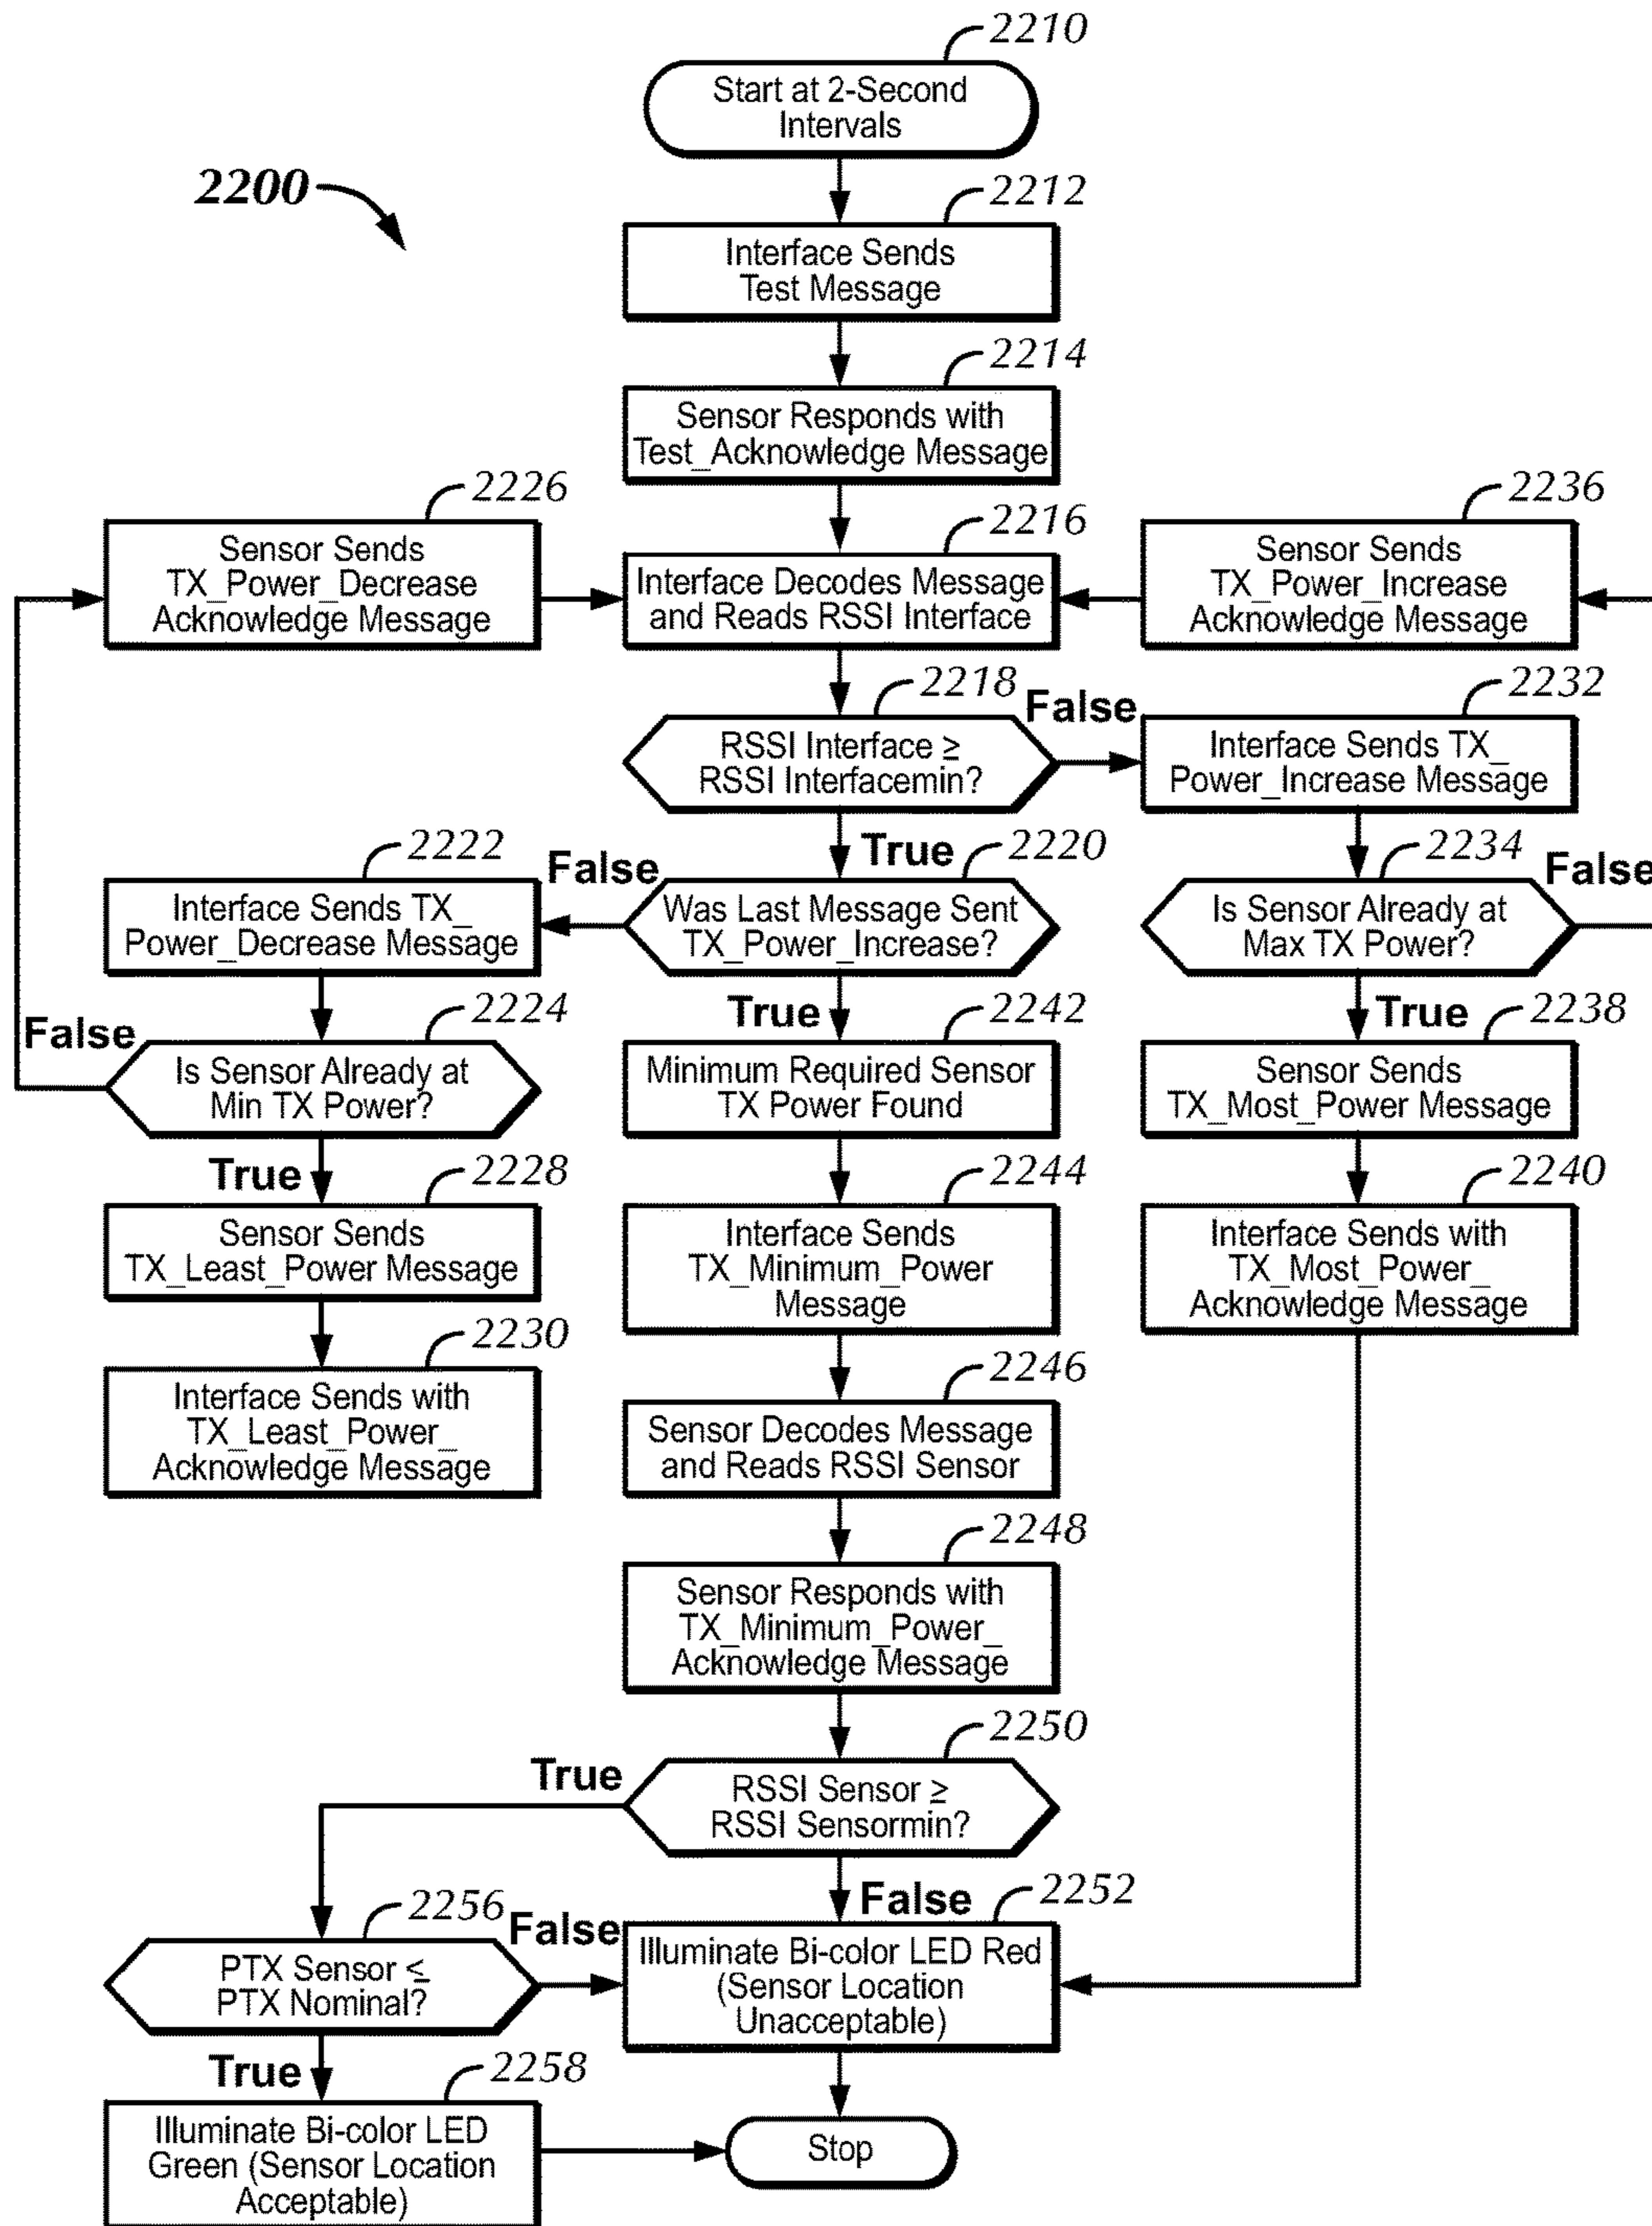 2210
Start at 2-Second
Intervals
2200
2212
Interface Sends
Test Message
2214
Sensor Responds with
Test_Acknowledge Message
2226
Sensor Sends
TX_Power_Decrease
Acknowledge Message
2216
Interface Decodes Message
and Reads RSSI Interface
2236
Sensor Sends
TX_Power_Increase
Acknowledge Message
2218
RSSI Interface ≥
RSSI Interfacemin?
False
2232
Interface Sends TX_
Power_Increase Message
True
2222
Interface Sends TX_
Power_Decrease Message
False
2220
Was Last Message Sent
TX_Power_Increase?
2234
Is Sensor Already at
Max TX Power?
False
False
2224
Is Sensor Already at
Min TX Power?
True
2242
Minimum Required Sensor
TX Power Found
True
2238
Sensor Sends
TX_Most_Power Message
True
2228
Sensor Sends
TX_Least_Power Message
2244
Interface Sends
TX_Minimum_Power
Message
2240
Interface Sends with
TX_Most_Power_
Acknowledge Message
2230
Interface Sends with
TX_Least_Power_
Acknowledge Message
2246
Sensor Decodes Message
and Reads RSSI Sensor
2248
Sensor Responds with
TX_Minimum_Power_
Acknowledge Message
2250
RSSI Sensor ≥
RSSI Sensormin?
True
False
2256
PTX Sensor ≤
PTX Nominal?
False
2252
Illuminate Bi-color LED Red
(Sensor Location
Unacceptable)
True
2258
Illuminate Bi-color LED
Green (Sensor Location
Acceptable)
Stop